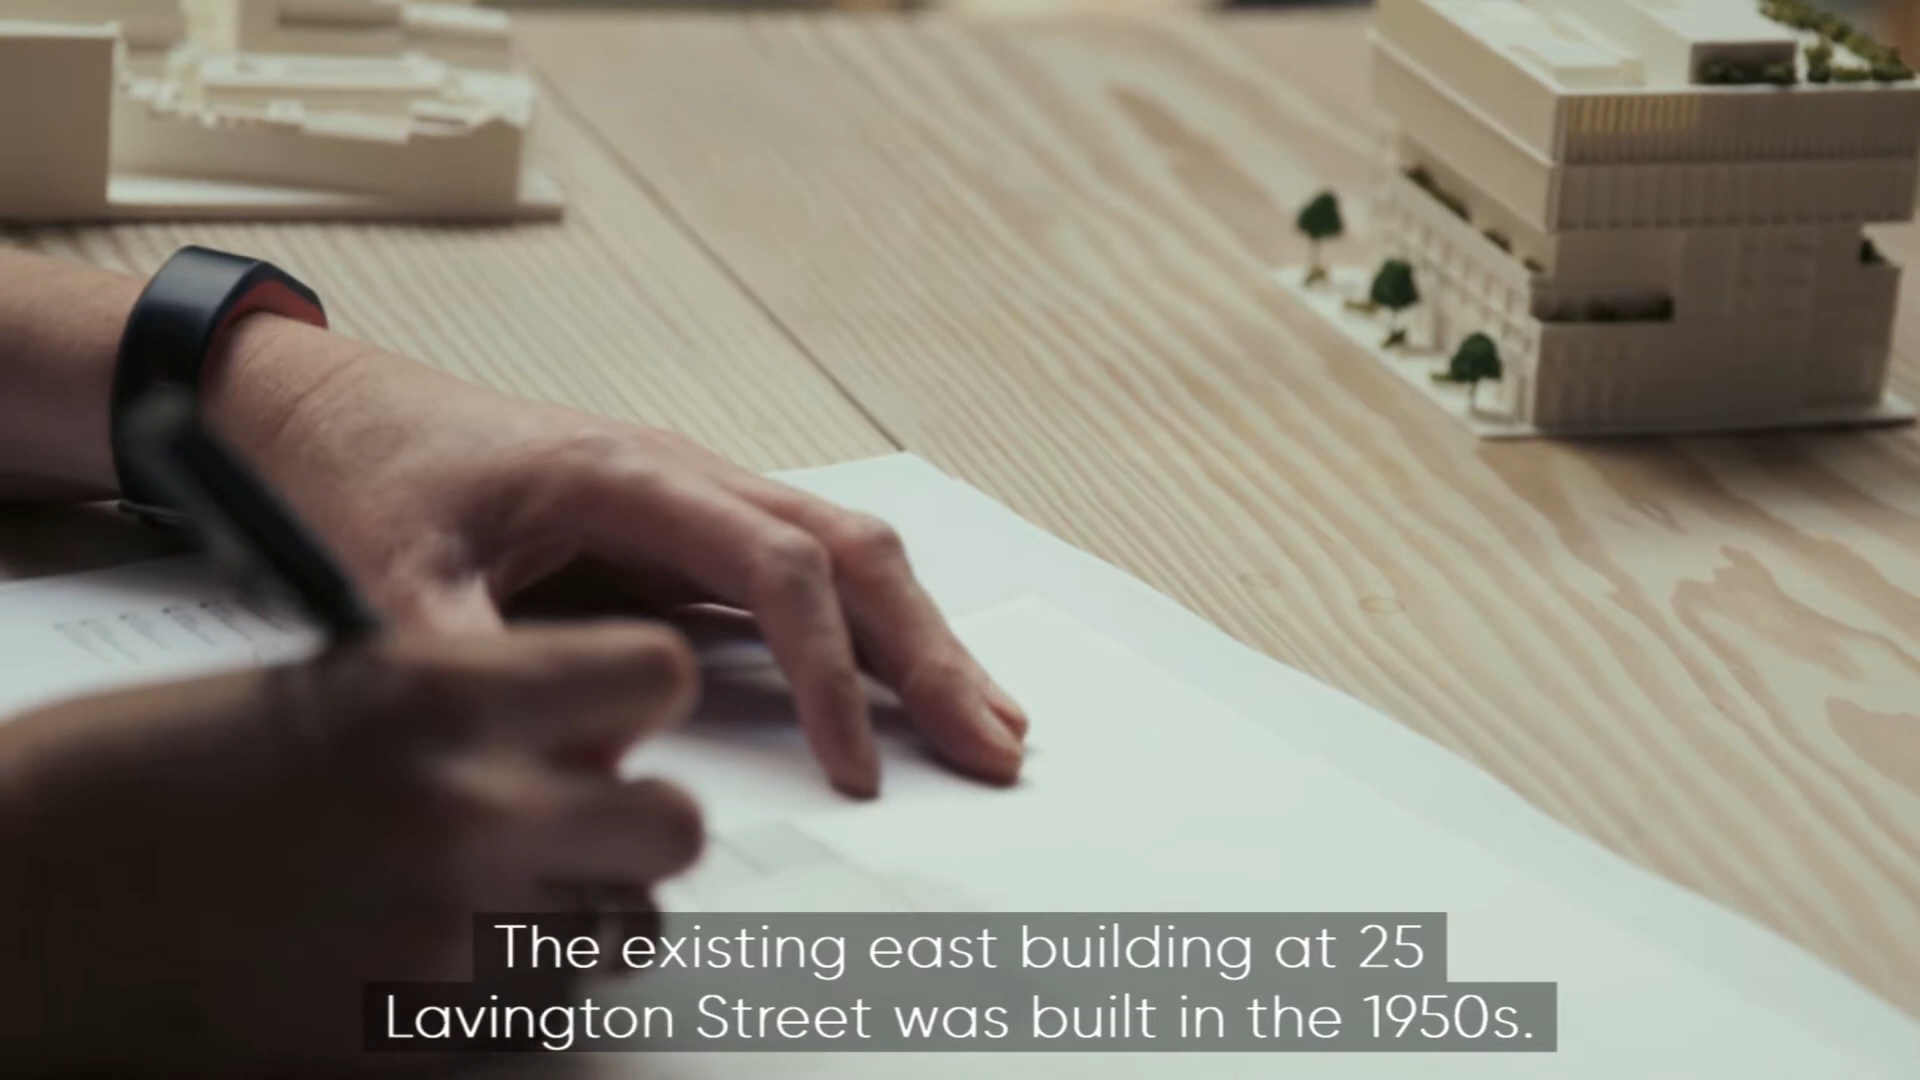 The existing east building at 25
Lavington Street was built in the 1950s.